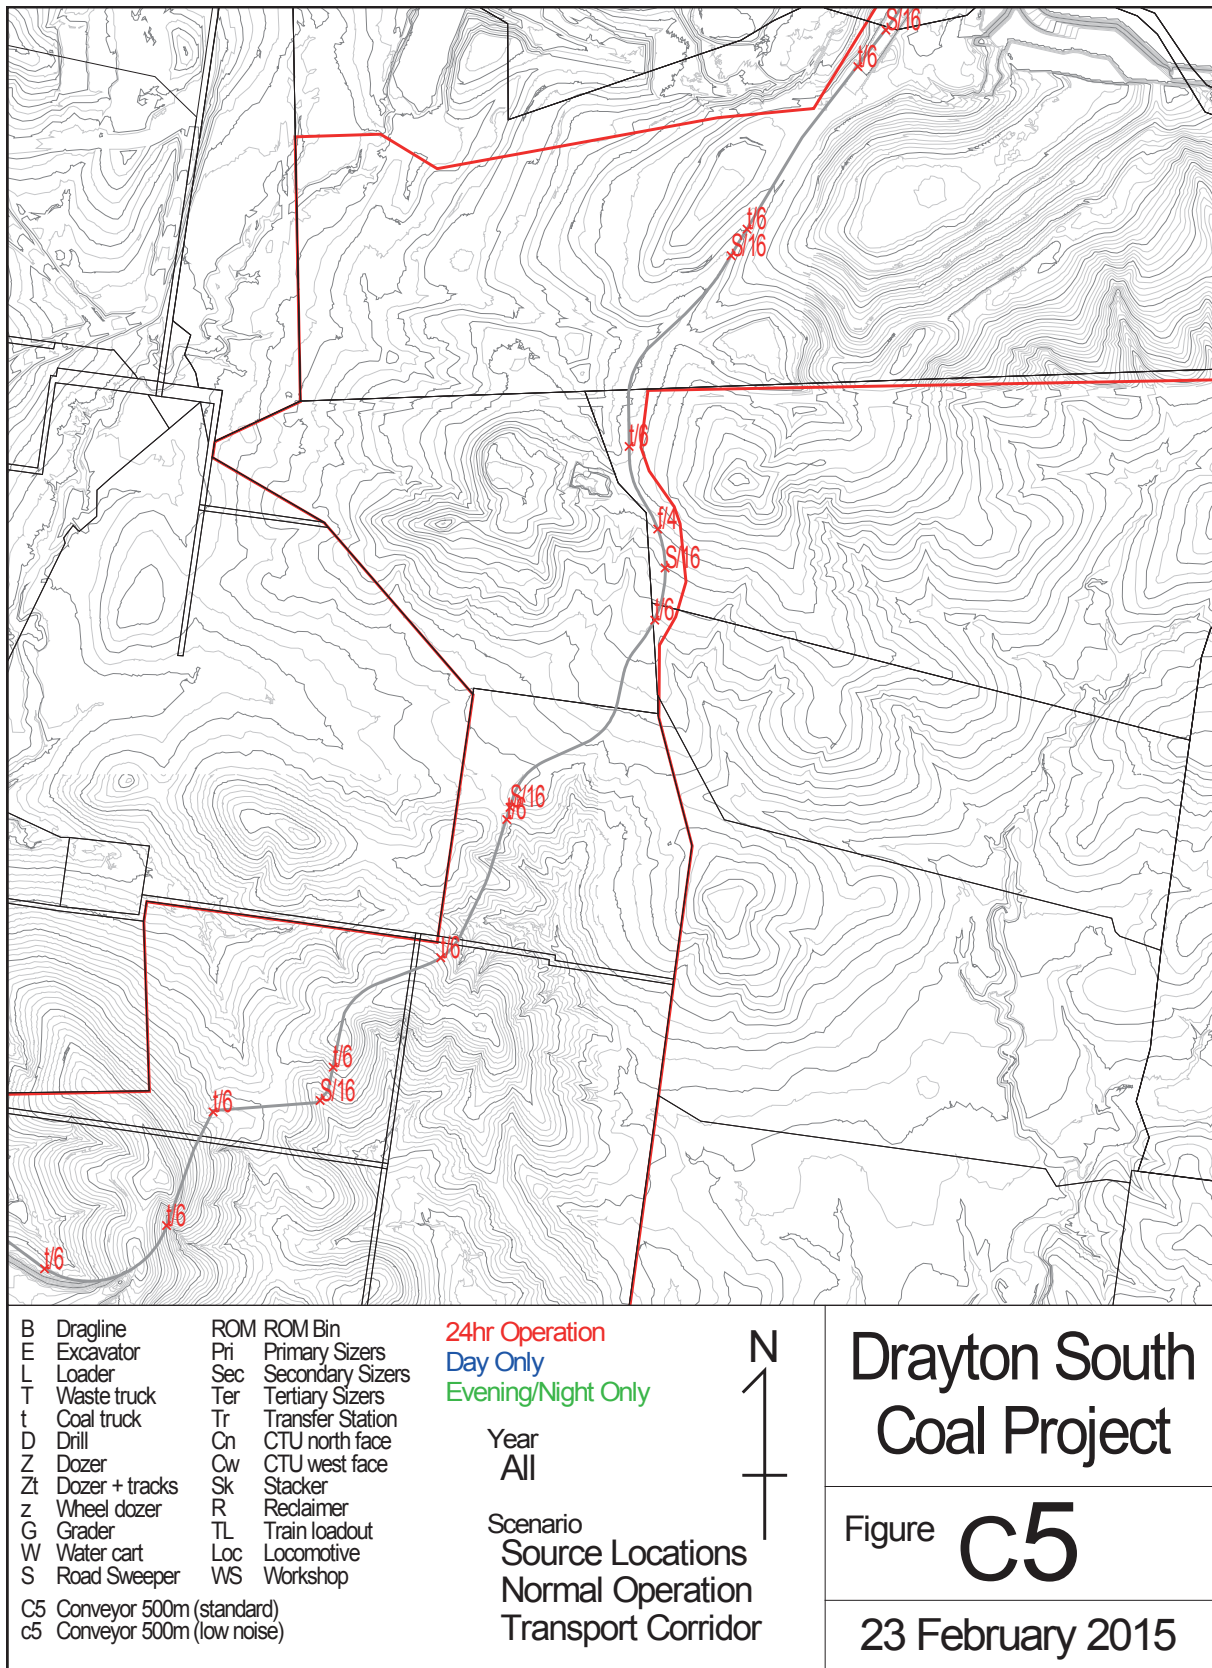 S/16
t/6
t/6
S/16
t/6
f/4
S/16
t/6
S/16
t/6
t/6
t/6
S/16
t/6
t/6
t/6
B Dragline
E Excavator
L Loader
T Waste truck
t Coal truck
D Drill
Z Dozer
Zt Dozer + tracks
z Wheel dozer
G Grader
W Water cart
S Road Sweeper
C5 Conveyor 500m (standard)
c5 Conveyor 500m (low noise)
ROM ROM Bin
Pri Primary Sizers
Sec Secondary Sizers
Ter Tertiary Sizers
Tr Transfer Station
Cn CTU north face
Cw CTU west face
Sk Stacker
R Reclaimer
TL Train loadout
Loc Locomotive
WS Workshop
24hr Operation
Day Only
Evening/Night Only
Year
All
Scenario
Source Locations
Normal Operation
Transport Corridor
N
Drayton South
Coal Project
Figure C5
23 February 2015